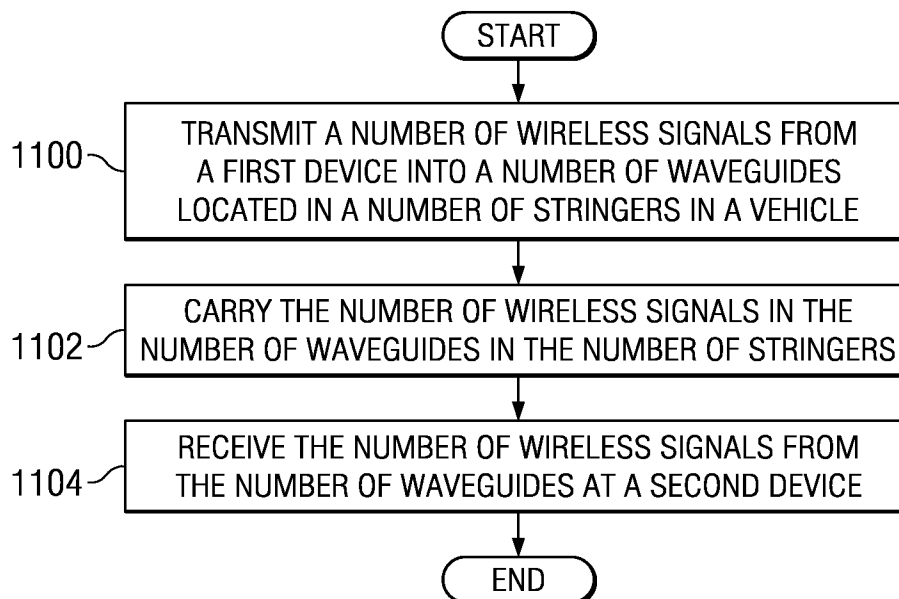 START
1100
TRANSMIT A NUMBER OF WIRELESS SIGNALS FROM
A FIRST DEVICE INTO A NUMBER OF WAVEGUIDES
LOCATED IN A NUMBER OF STRINGERS IN A VEHICLE
1102
CARRY THE NUMBER OF WIRELESS SIGNALS IN THE
NUMBER OF WAVEGUIDES IN THE NUMBER OF STRINGERS
1104
RECEIVE THE NUMBER OF WIRELESS SIGNALS FROM
THE NUMBER OF WAVEGUIDES AT A SECOND DEVICE
END